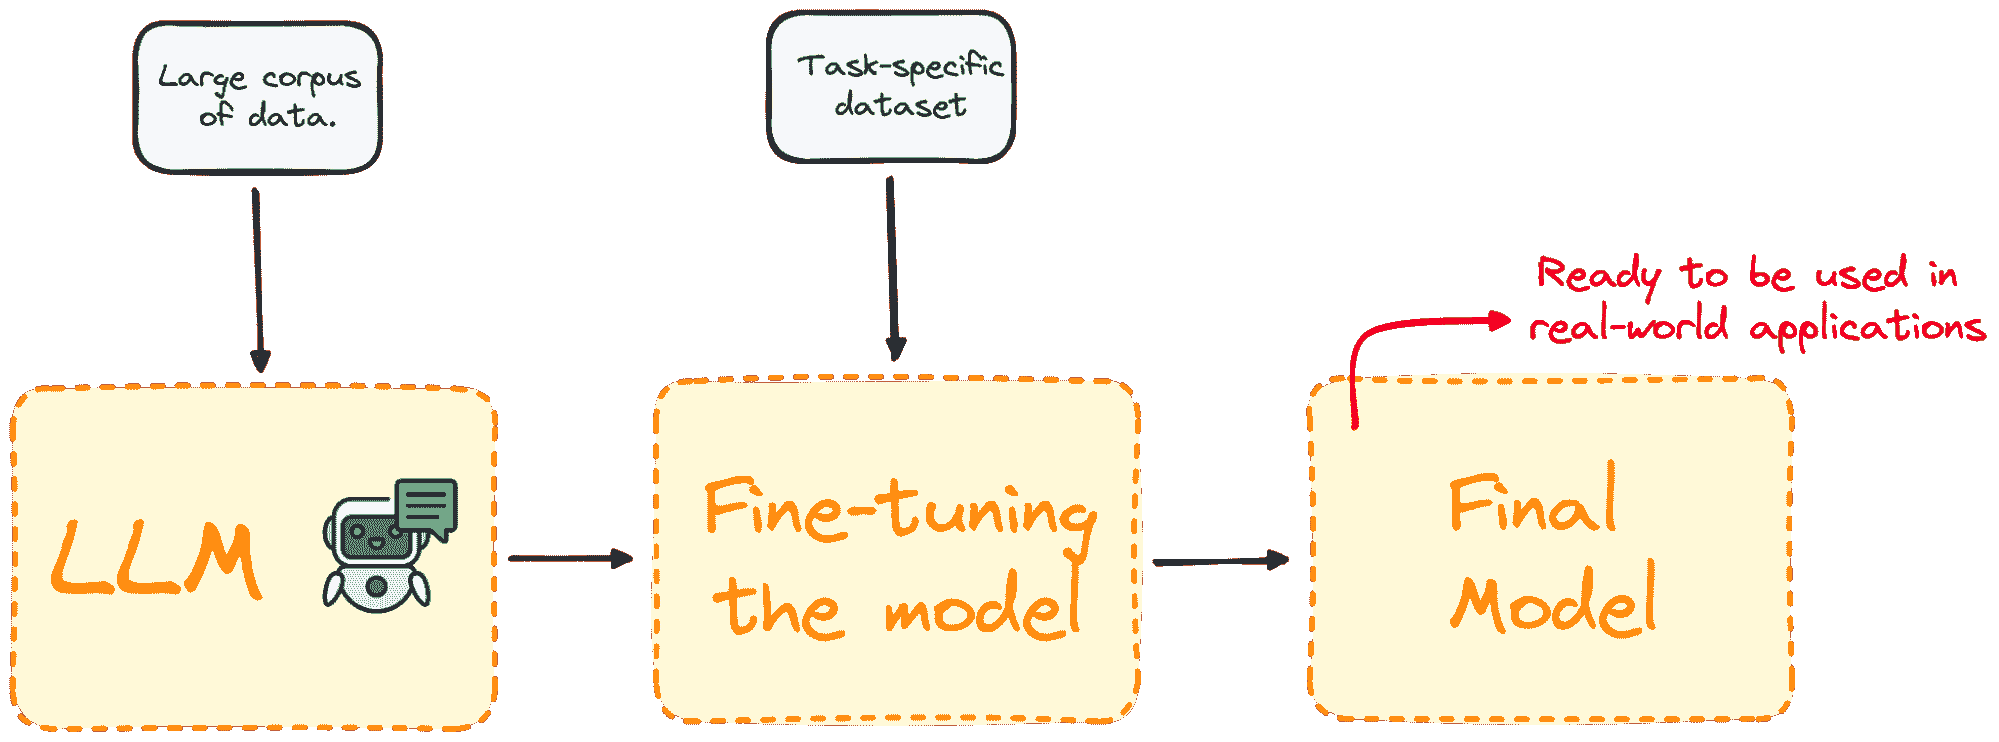 Large corpus
of data.
Task-specific
dataset
Ready to be used in
real-world applications
LLM
Fine-tuning
the model
Final
Model